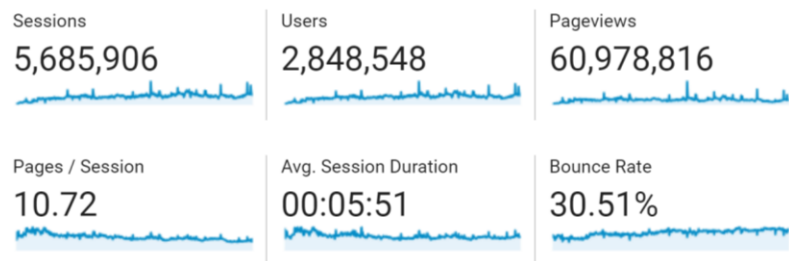 Sessions
5,685,906
Users
2,848,548
Pageviews
60,978,816
Pages / Session
10.72
Avg. Session Duration
00:05:51
Bounce Rate
30.51%